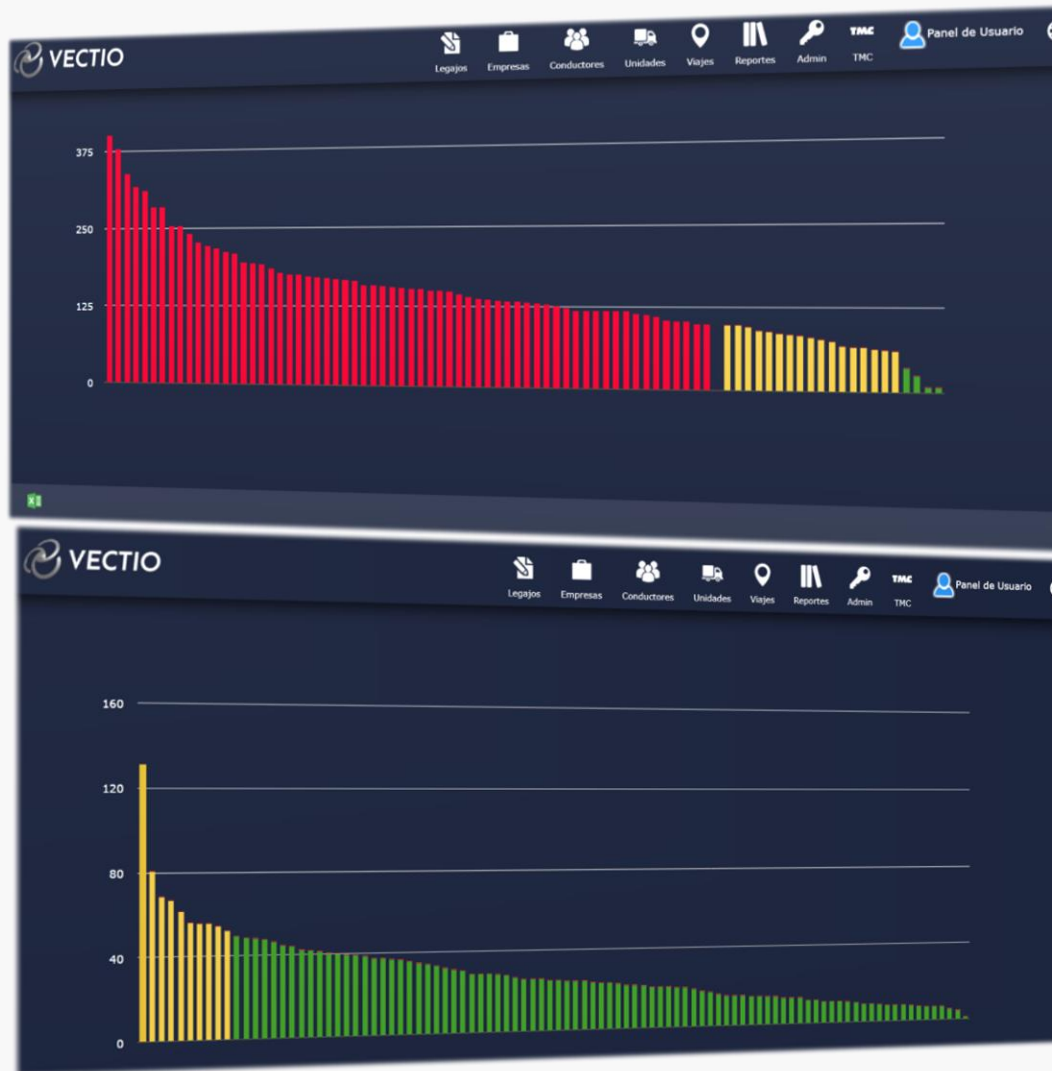 VECTIO
Legajos Empresas Conductores Unidades Viajes Reportes Admin TMC TMC Panel de Usuario
375
250
125
0
VECTIO
Legajos Empresas Conductores Unidades Viajes Reportes Admin TMC TMC Panel de Usuario
160
120
80
40
0